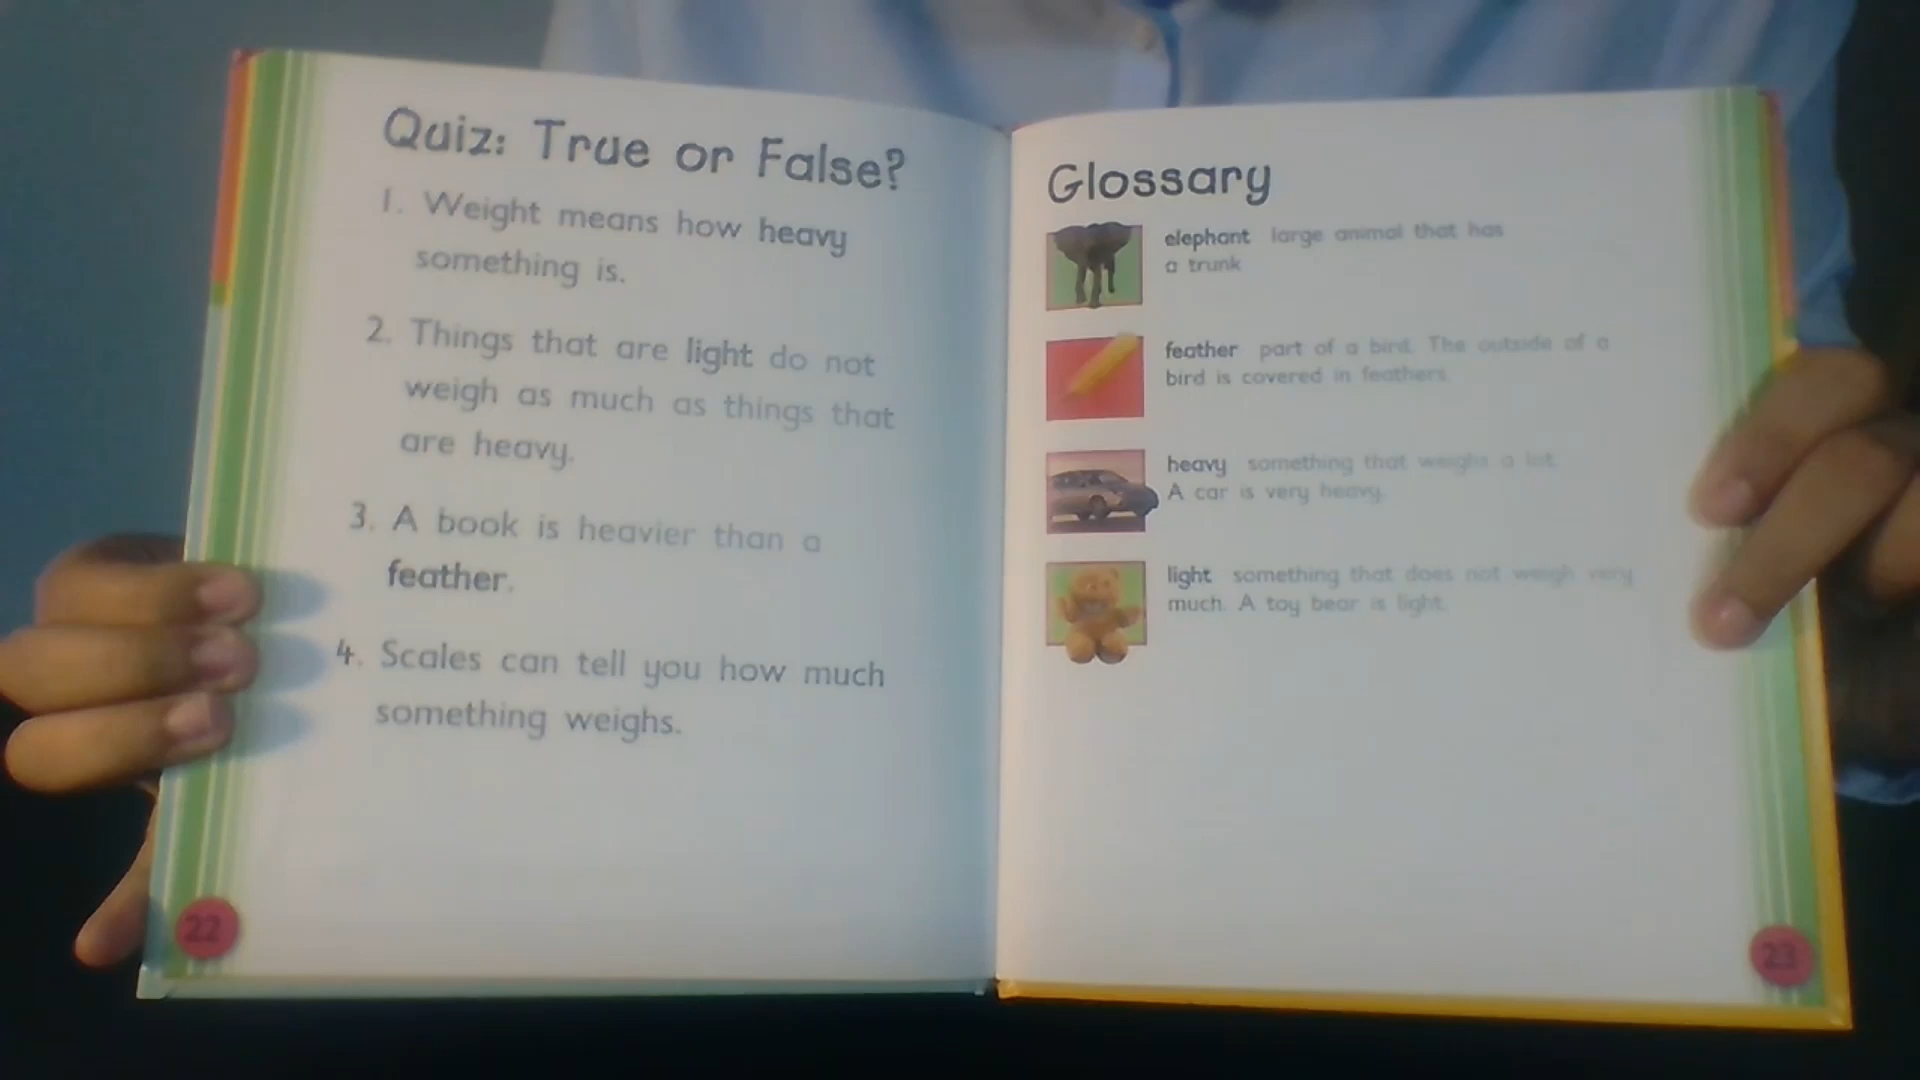 Quiz: True or False?
1. Weight means how heavy
something is.
2. Things that are light do not
weigh as much as things that
are heavy.
3. A book is heavier than a
feather.
4. Scales can tell you how much
something weighs.
22
Glossary
elephant large animal that has
a trunk
feather part of a bird. The outside of a
bird is covered in feathers.
heavy something that weighs a lot.
A car is very heavy.
light something that does not weigh very
much. A toy bear is light.
23